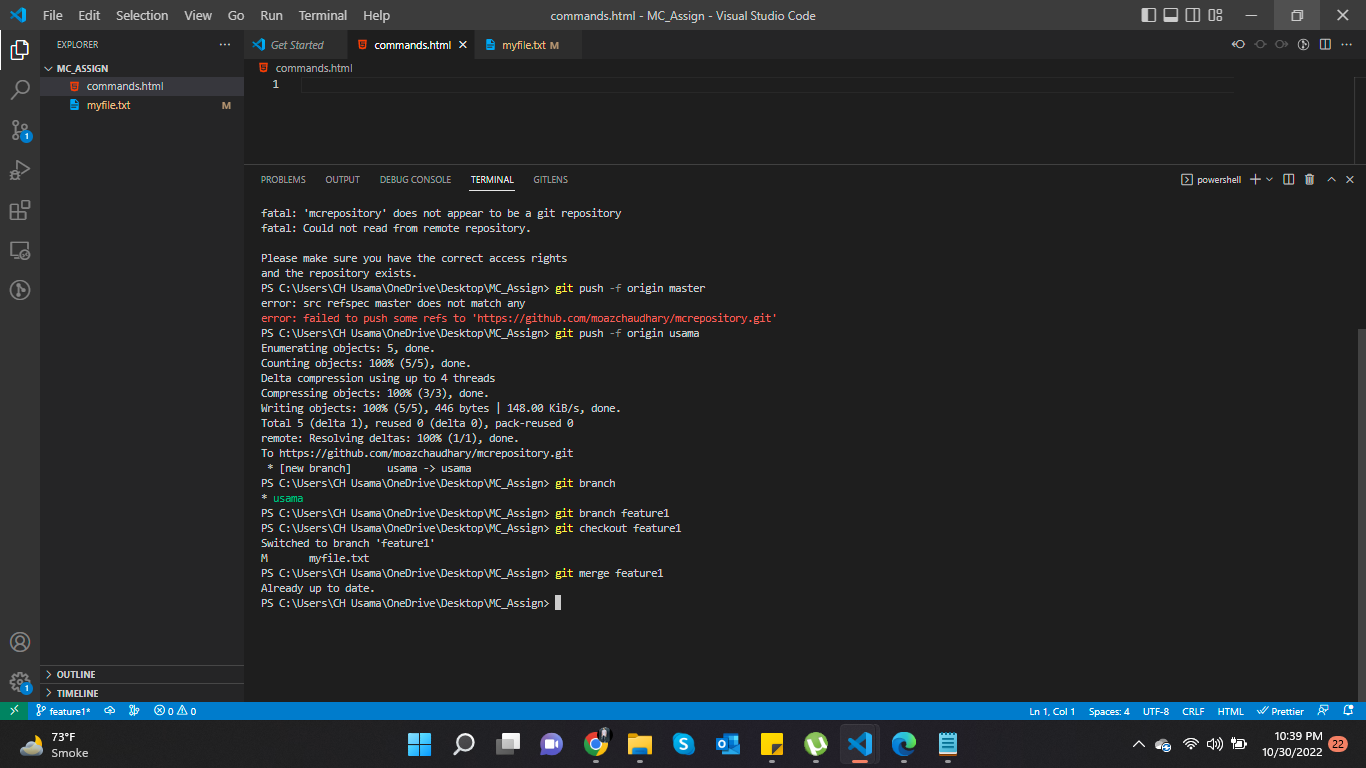 File Edit Selection View Go Run Terminal Help commands.html - MC_Assign - Visual Studio Code
EXPLORER ...
Get Started commands.html myfile.txt M
MC_ASSIGN
commands.html
commands.html
myfile.txt M
1
PROBLEMS OUTPUT DEBUG CONSOLE TERMINAL GITLENS powershell
fatal: 'mcrepository' does not appear to be a git repository
fatal: Could not read from remote repository.
Please make sure you have the correct access rights
and the repository exists.
PS C:\Users\CH Usama\OneDrive\Desktop\MC_Assign> git push -f origin master
error: src refspec master does not match any
error: failed to push some refs to 'https://github.com/moazchaudhary/mcrepository.git'
PS C:\Users\CH Usama\OneDrive\Desktop\MC_Assign> git push -f origin usama
Enumerating objects: 5, done.
Counting objects: 100% (5/5), done.
Delta compression using up to 4 threads
Compressing objects: 100% (3/3), done.
Writing objects: 100% (5/5), 446 bytes | 148.00 KiB/s, done.
Total 5 (delta 1), reused 0 (delta 0), pack-reused 0
remote: Resolving deltas: 100% (1/1), done.
To https://github.com/moazchaudhary/mcrepository.git
* [new branch] usama -> usama
PS C:\Users\CH Usama\OneDrive\Desktop\MC_Assign> git branch
* usama
PS C:\Users\CH Usama\OneDrive\Desktop\MC_Assign> git branch feature1
PS C:\Users\CH Usama\OneDrive\Desktop\MC_Assign> git checkout feature1
Switched to branch 'feature1'
M myfile.txt
PS C:\Users\CH Usama\OneDrive\Desktop\MC_Assign> git merge feature1
Already up to date.
PS C:\Users\CH Usama\OneDrive\Desktop\MC_Assign>
1
OUTLINE
1
TIMELINE
feature1* 0 0 Ln 1, Col 1 Spaces: 4 UTF-8 CRLF HTML Prettier
73°F
Smoke
10:39 PM
10/30/2022 22